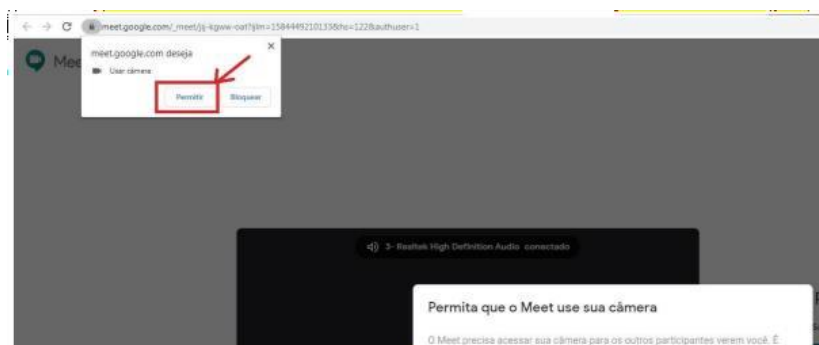 meet.google.com/_meet/jij-kgww-oat?ijlm=1584449210133&hs=122&authuser=1
meet.google.com deseja
Mee
Usar câmera
Permitir Bloquear
3- Realtek High Definition Audio conectado
Permita que o Meet use sua câmera
O Meet precisa acessar sua câmera para os outros participantes verem você. É